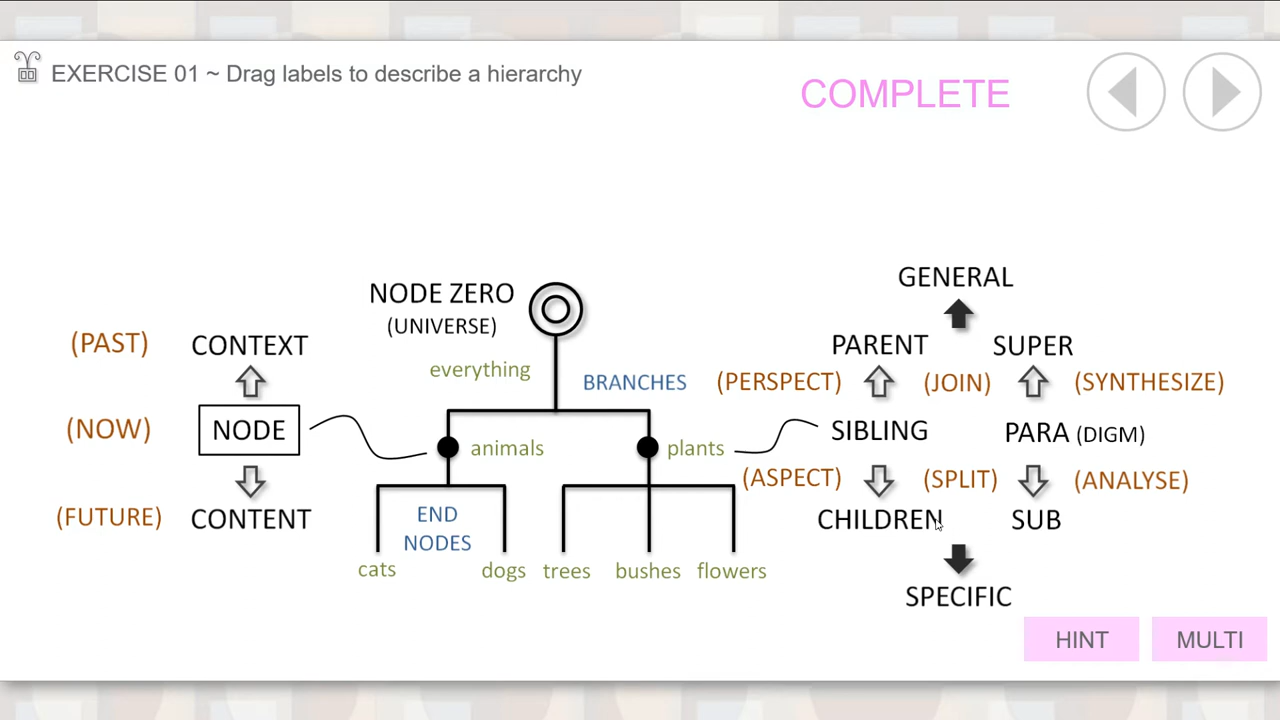 EXERCISE 01 ~ Drag labels to describe a hierarchy
COMPLETE
(PAST)
CONTEXT
(NOW)
NODE
(FUTURE)
CONTENT
NODE ZERO
(UNIVERSE)
everything
BRANCHES
animals
plants
END
NODES
cats
dogs
trees
bushes
flowers
GENERAL
PARENT
SUPER
(PERSPECT)
(JOIN)
(SYNTHESIZE)
SIBLING
PARA (DIGM)
(ASPECT)
(SPLIT)
(ANALYSE)
CHILDREN
SUB
SPECIFIC
HINT
MULTI